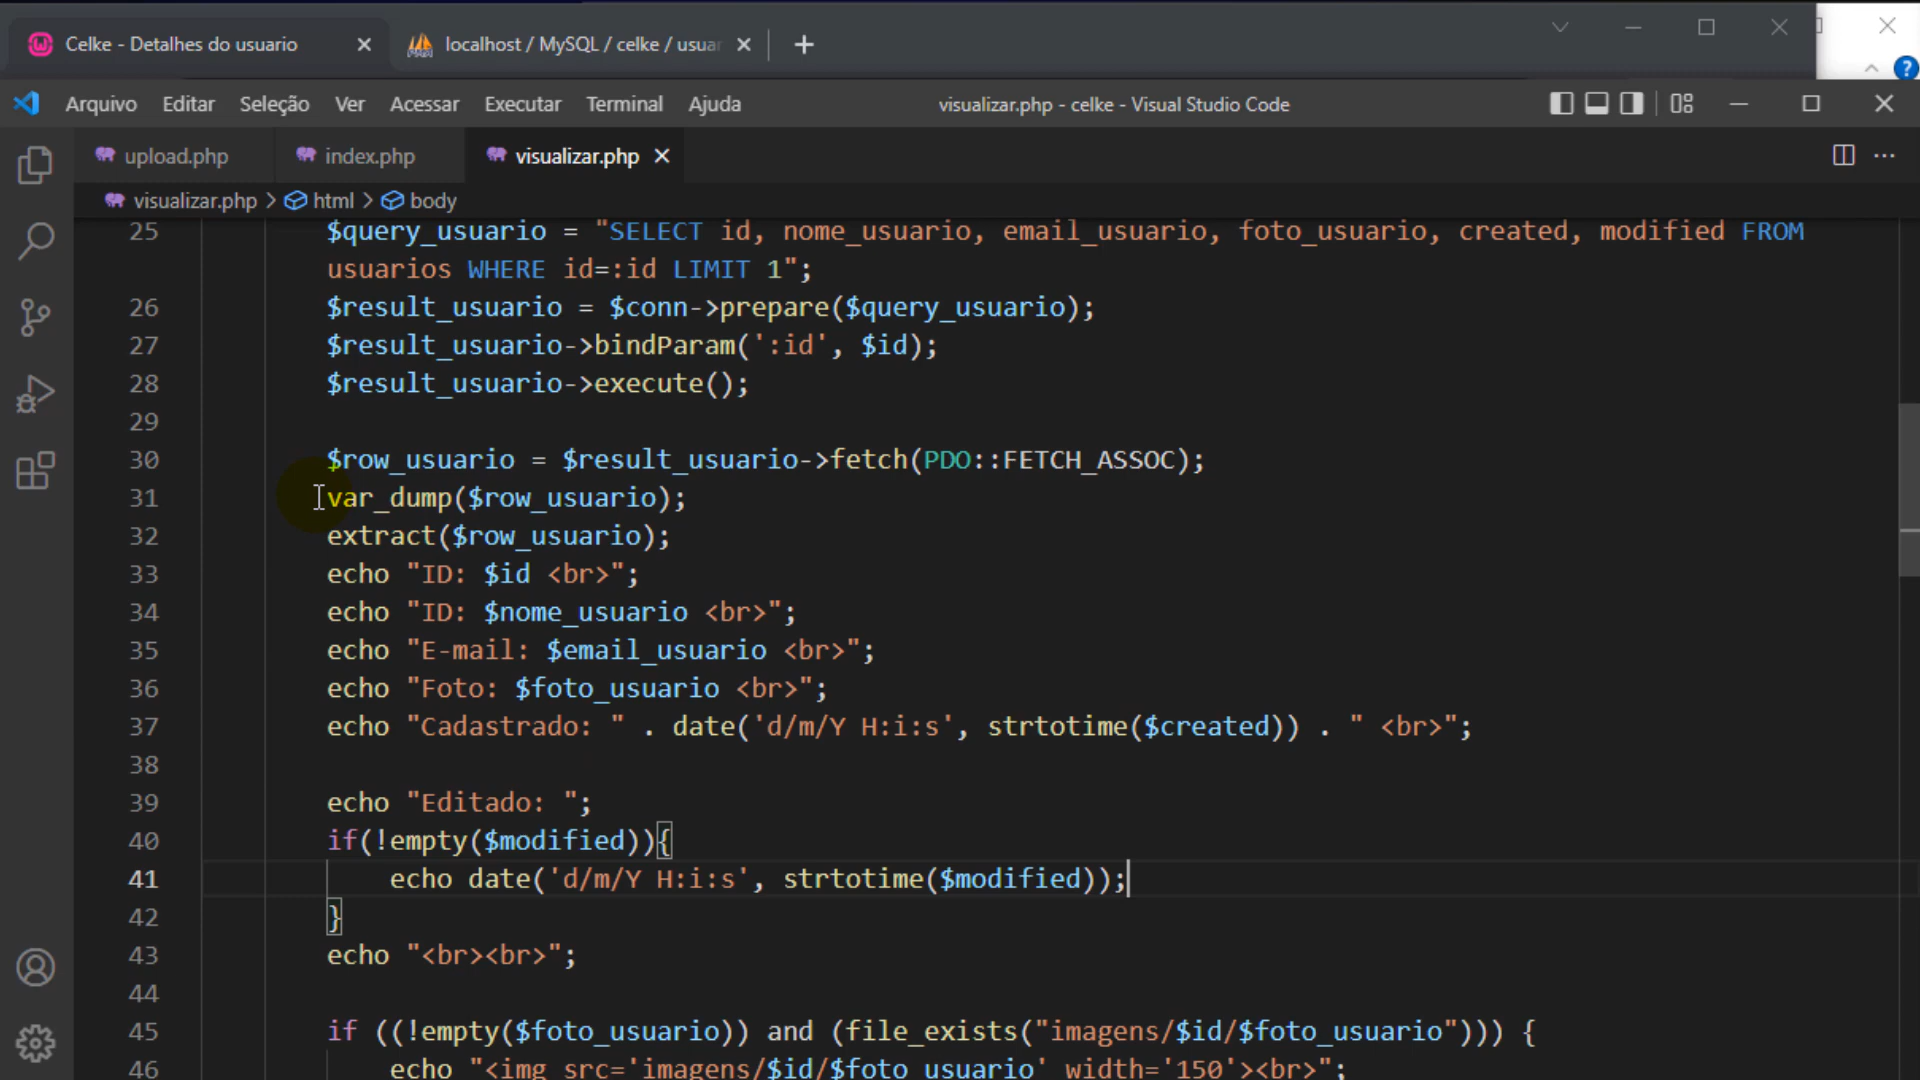 Celke - Detalhes do usuario
localhost / MySQL / celke / usuar
Arquivo Editar Seleção Ver Acessar Executar Terminal Ajuda visualizar.php - celke - Visual Studio Code
upload.php index.php visualizar.php
visualizar.php > html > body
25 $query_usuario = "SELECT id, nome_usuario, email_usuario, foto_usuario, created, modified FROM
usuarios WHERE id=:id LIMIT 1";
26 $result_usuario = $conn->prepare($query_usuario);
27 $result_usuario->bindParam(':id', $id);
28 $result_usuario->execute();
29
30 $row_usuario = $result_usuario->fetch(PDO::FETCH_ASSOC);
31 var_dump($row_usuario);
32 extract($row_usuario);
33 echo "ID: $id <br>";
34 echo "ID: $nome_usuario <br>";
35 echo "E-mail: $email_usuario <br>";
36 echo "Foto: $foto_usuario <br>";
37 echo "Cadastrado: " . date('d/m/Y H:i:s', strtotime($created)) . " <br>";
38
39 echo "Editado: ";
40 if(!empty($modified)){
41 echo date('d/m/Y H:i:s', strtotime($modified));
42 }
43 echo "<br><br>";
44
45 if ((!empty($foto_usuario)) and (file_exists("imagens/$id/$foto_usuario"))) {
46 echo "<img src='imagens/$id/$foto_usuario' width='150'><br>";